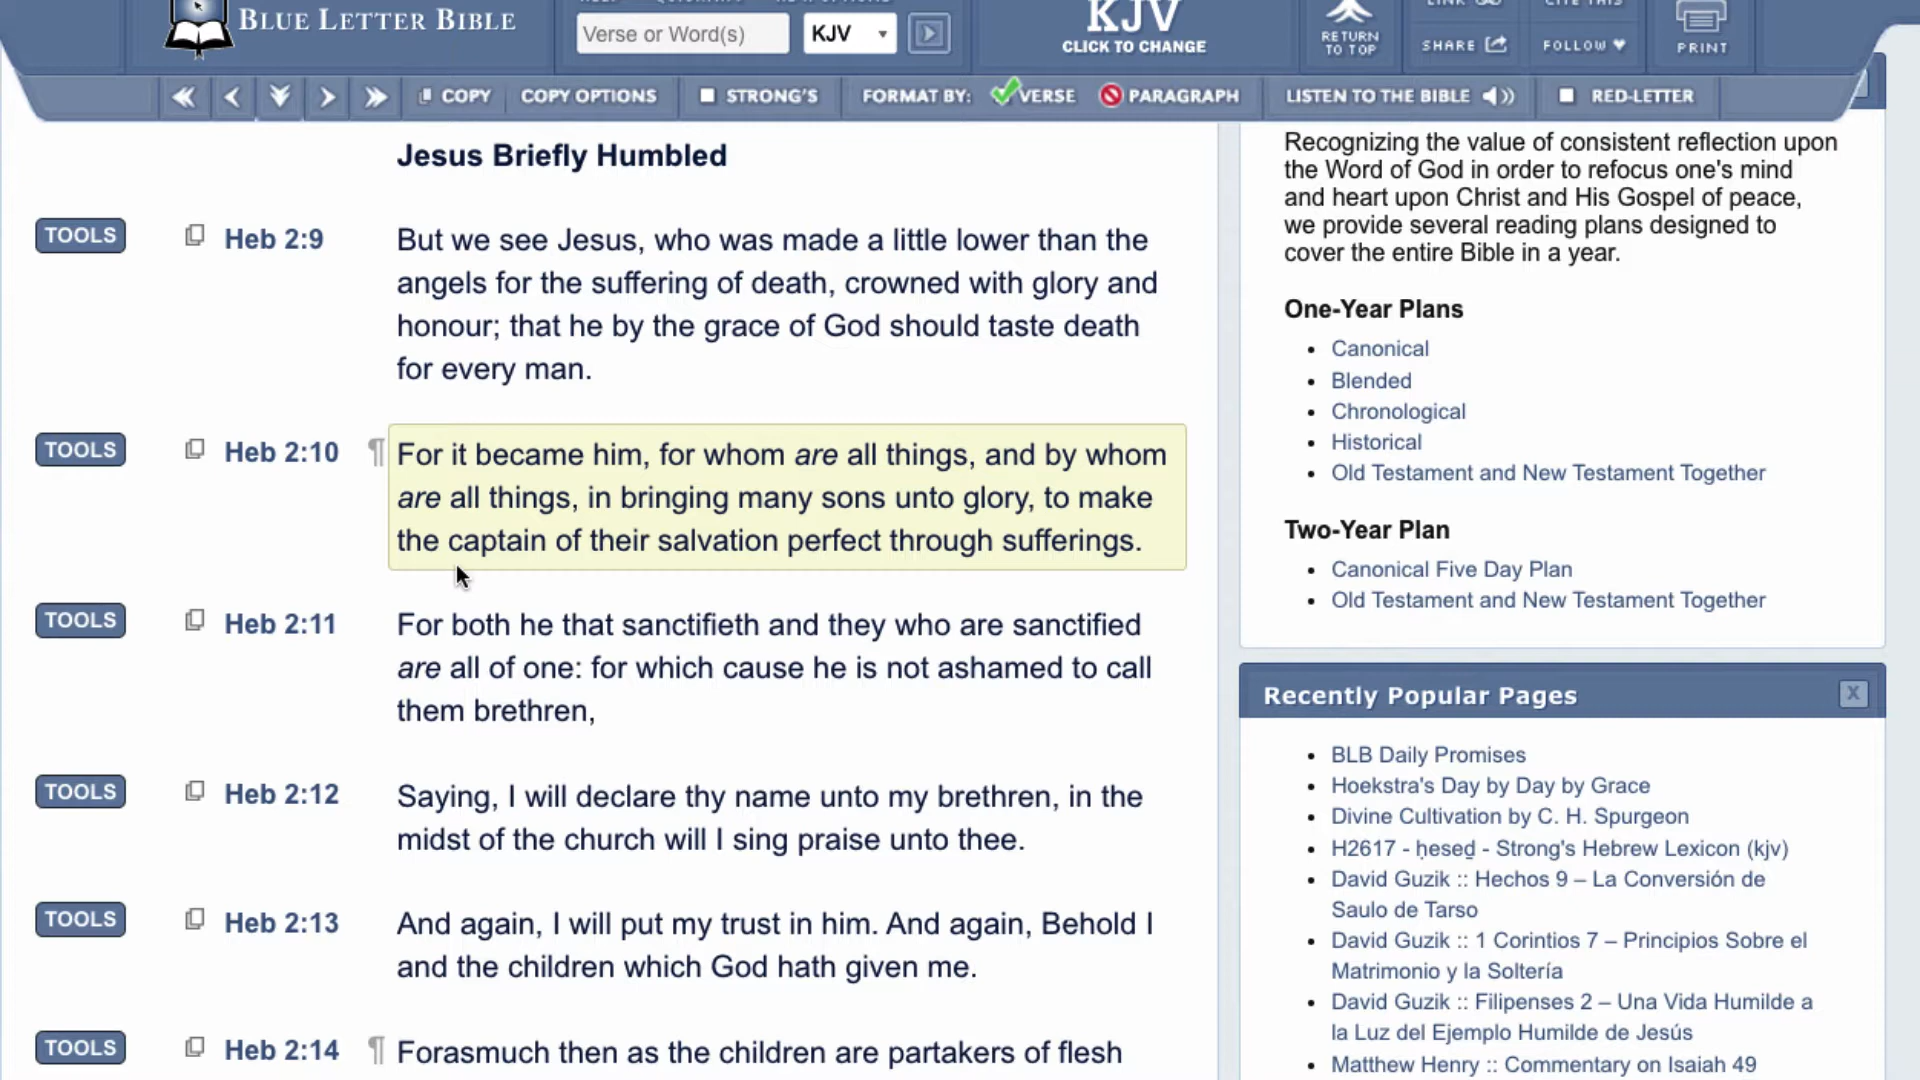 BLUE LETTER BIBLE
Verse or Word(s)
KJV
KJV
CLICK TO CHANGE
RETURN
TO TOP
LINK
CITE THIS
SHARE
FOLLOW
PRINT
COPY
COPY OPTIONS
STRONG'S
FORMAT BY:
VERSE
PARAGRAPH
LISTEN TO THE BIBLE
RED-LETTER
Jesus Briefly Humbled
TOOLS
Heb 2:9
But we see Jesus, who was made a little lower than the
angels for the suffering of death, crowned with glory and
honour; that he by the grace of God should taste death
for every man.
TOOLS
Heb 2:10
¶ For it became him, for whom are all things, and by whom
are all things, in bringing many sons unto glory, to make
the captain of their salvation perfect through sufferings.
TOOLS
Heb 2:11
For both he that sanctifieth and they who are sanctified
are all of one: for which cause he is not ashamed to call
them brethren,
TOOLS
Heb 2:12
Saying, I will declare thy name unto my brethren, in the
midst of the church will I sing praise unto thee.
TOOLS
Heb 2:13
And again, I will put my trust in him. And again, Behold I
and the children which God hath given me.
TOOLS
Heb 2:14
¶ Forasmuch then as the children are partakers of flesh
Recognizing the value of consistent reflection upon
the Word of God in order to refocus one's mind
and heart upon Christ and His Gospel of peace,
we provide several reading plans designed to
cover the entire Bible in a year.
One-Year Plans
• Canonical
• Blended
• Chronological
• Historical
• Old Testament and New Testament Together
Two-Year Plan
• Canonical Five Day Plan
• Old Testament and New Testament Together
Recently Popular Pages
X
• BLB Daily Promises
• Hoekstra's Day by Day by Grace
• Divine Cultivation by C. H. Spurgeon
• H2617 - ḥeseḏ - Strong's Hebrew Lexicon (kjv)
• David Guzik :: Hechos 9 – La Conversión de
Saulo de Tarso
• David Guzik :: 1 Corintios 7 – Principios Sobre el
Matrimonio y la Soltería
• David Guzik :: Filipenses 2 – Una Vida Humilde a
la Luz del Ejemplo Humilde de Jesús
• Matthew Henry :: Commentary on Isaiah 49